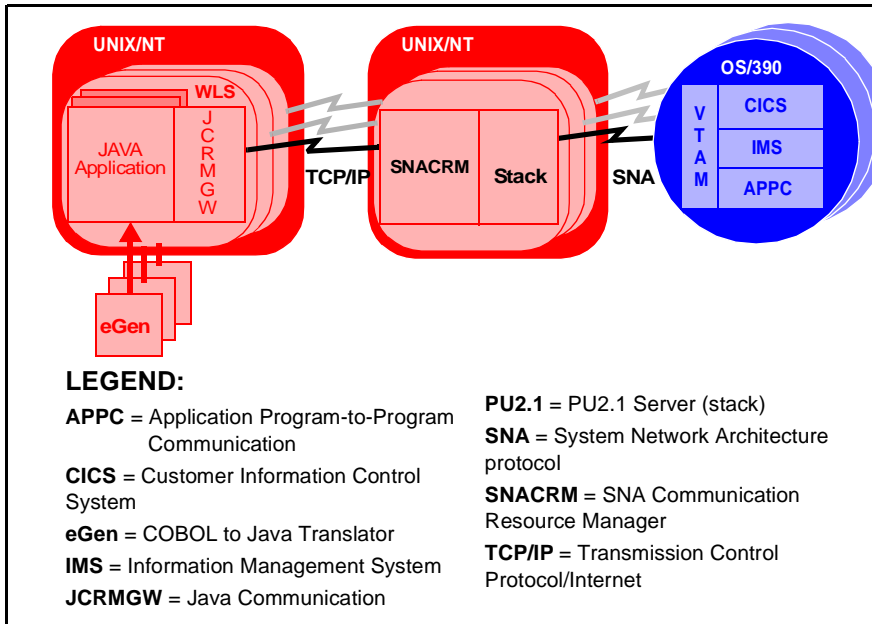 UNIX/NT
WLS
JAVA
Application
JCRMGW
TCP/IP
UNIX/NT
SNACRM
Stack
SNA
OS/390
VTAM
CICS
IMS
APPC
eGen
LEGEND:
APPC = Application Program-to-Program
Communication
CICS = Customer Information Control
System
eGen = COBOL to Java Translator
IMS = Information Management System
JCRMGW = Java Communication
PU2.1 = PU2.1 Server (stack)
SNA = System Network Architecture
protocol
SNACRM = SNA Communication
Resource Manager
TCP/IP = Transmission Control
Protocol/Internet